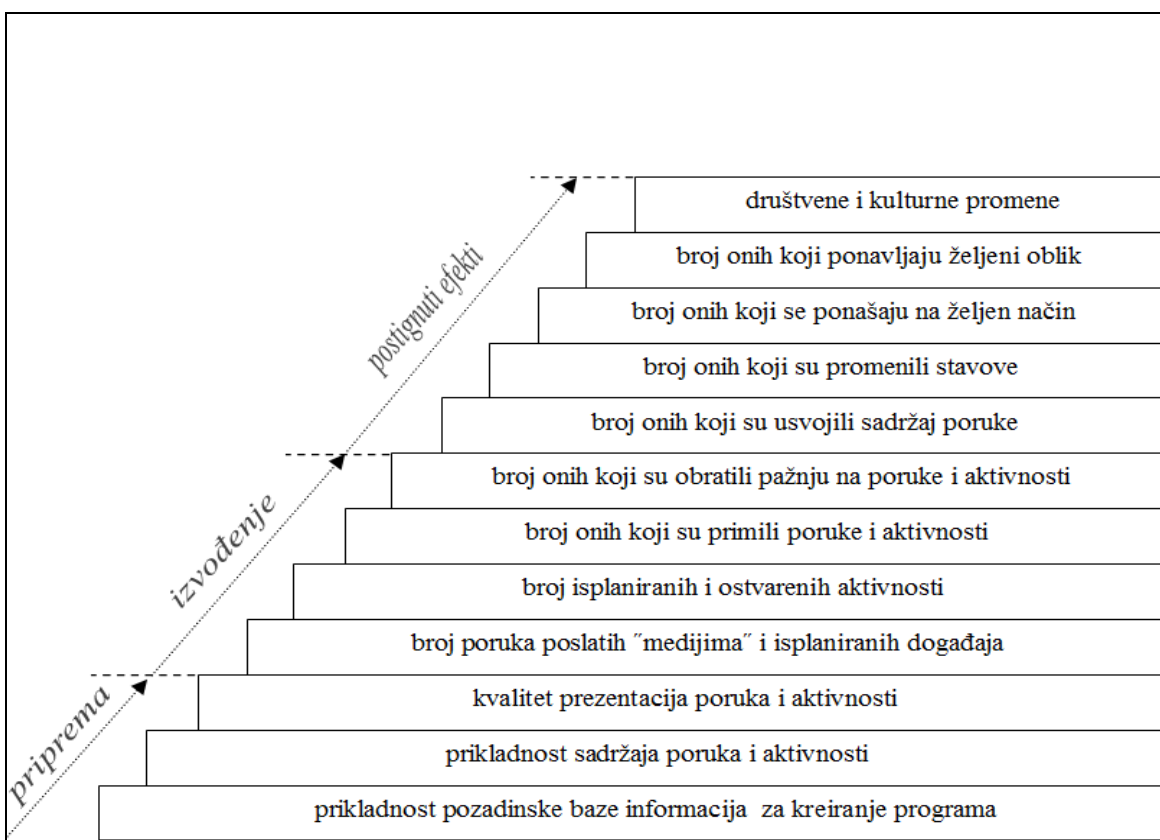 društvene i kulturne promene
broj onih koji ponavljaju željeni oblik
postignuti efekti
broj onih koji se ponašaju na željen način
broj onih koji su promenili stavove
broj onih koji su usvojili sadržaj poruke
broj onih koji su obratili pažnju na poruke i aktivnosti
izvođenje
broj onih koji su primili poruke i aktivnosti
broj isplaniranih i ostvarenih aktivnosti
broj poruka poslatih ˝medijima˝ i isplaniranih događaja
kvalitet prezentacija poruka i aktivnosti
priprema
prikladnost sadržaja poruka i aktivnosti
prikladnost pozadinske baze informacija za kreiranje programa